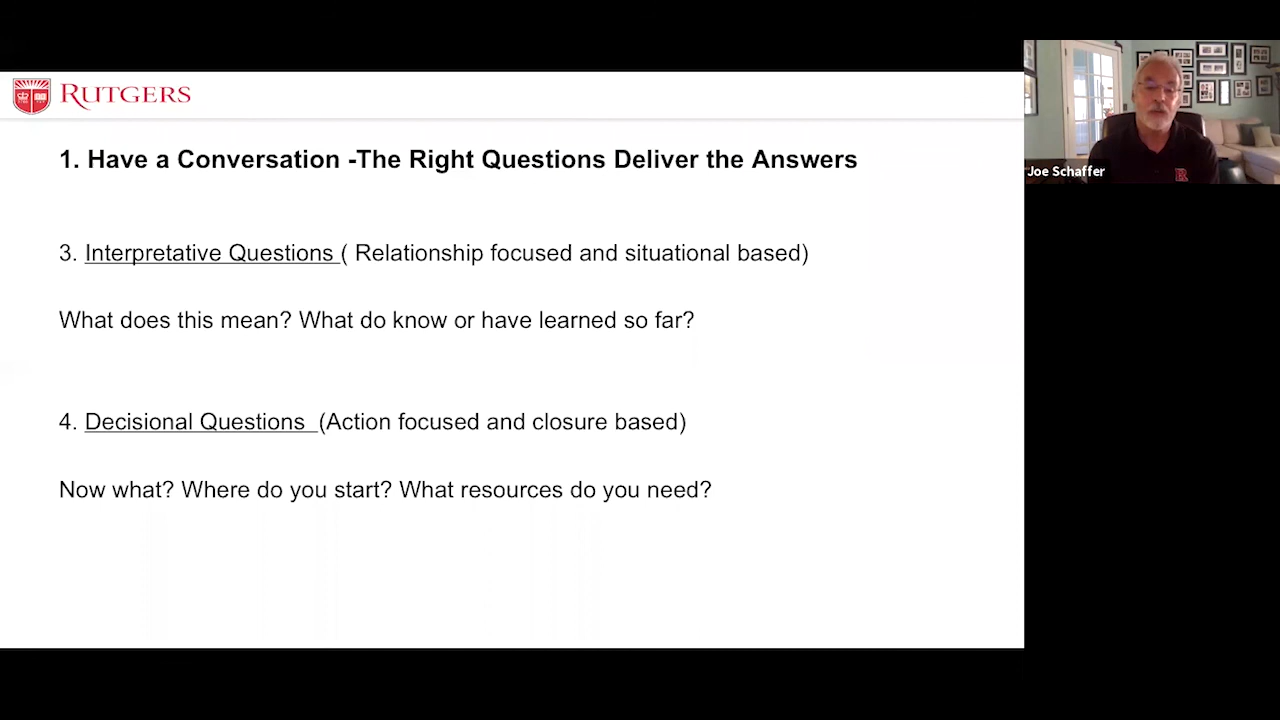 RUTGERS
1. Have a Conversation -The Right Questions Deliver the Answers
3. Interpretative Questions ( Relationship focused and situational based)
What does this mean? What do know or have learned so far?
4. Decisional Questions (Action focused and closure based)
Now what? Where do you start? What resources do you need?
Joe Schaffer
R